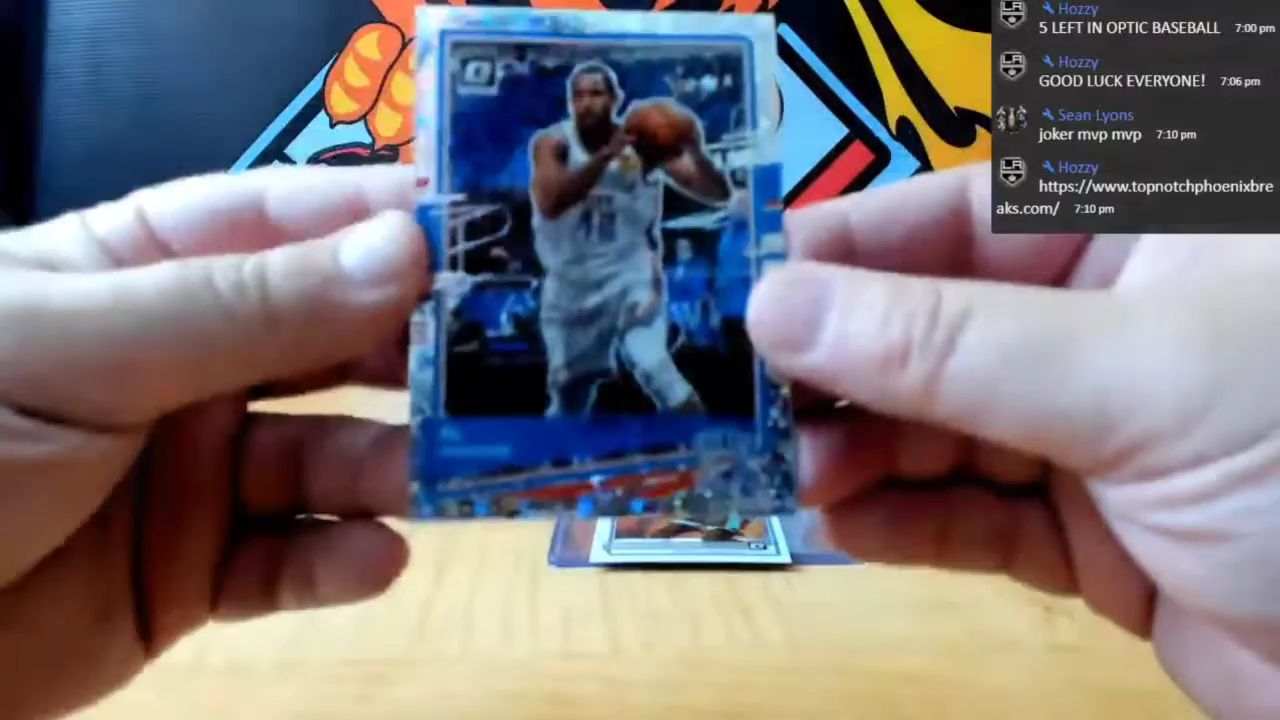 Hozzy
5 LEFT IN OPTIC BASEBALL 7:00 pm
Hozzy
GOOD LUCK EVERYONE! 7:06 pm
Sean Lyons
joker mvp mvp 7:10 pm
Hozzy
https://www.topnotchphoenixbre
aks.com/ 7:10 pm